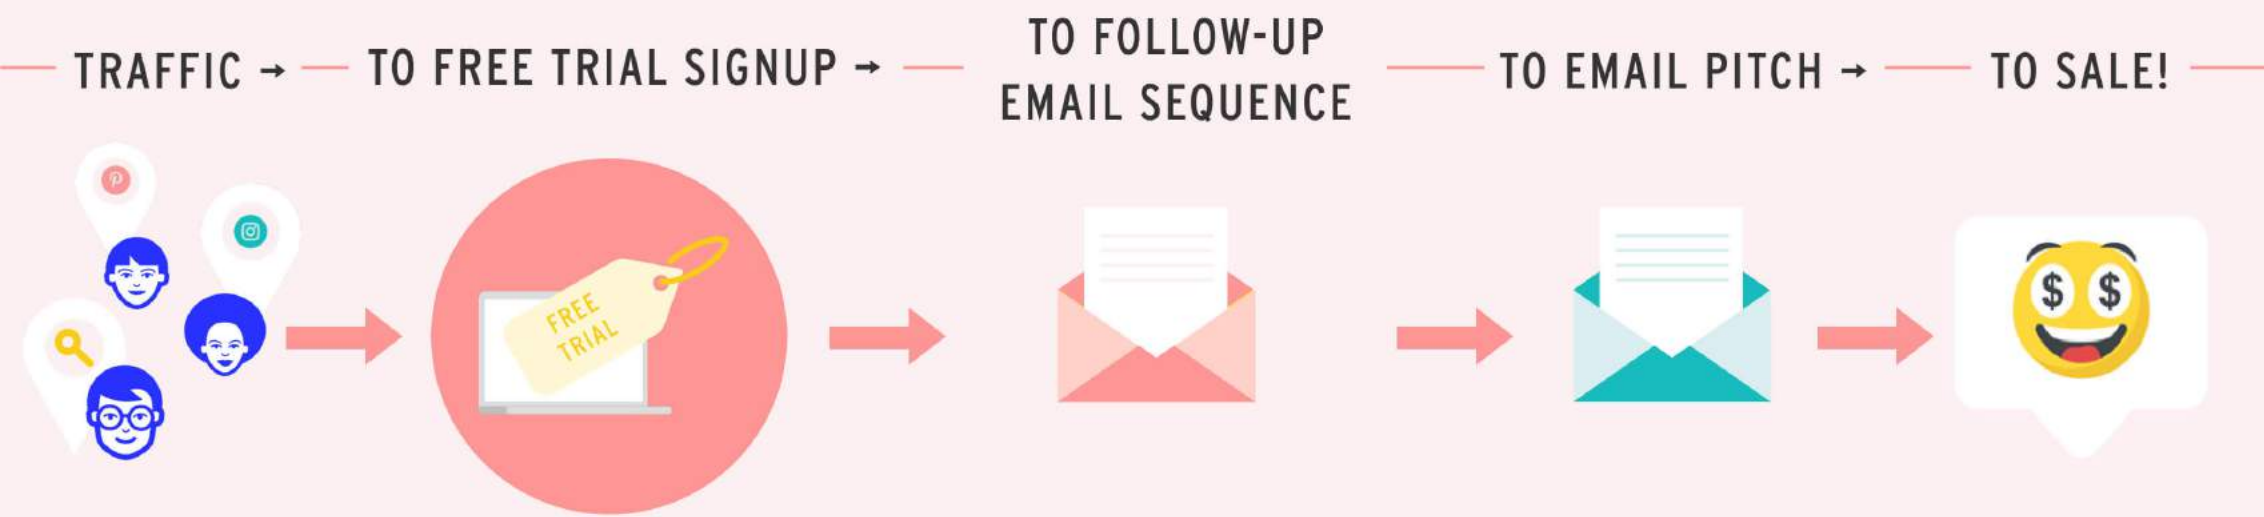 TRAFFIC →
TO FREE TRIAL SIGNUP →
TO FOLLOW-UP
EMAIL SEQUENCE
TO EMAIL PITCH →
TO SALE!
FREE
TRIAL
$ $